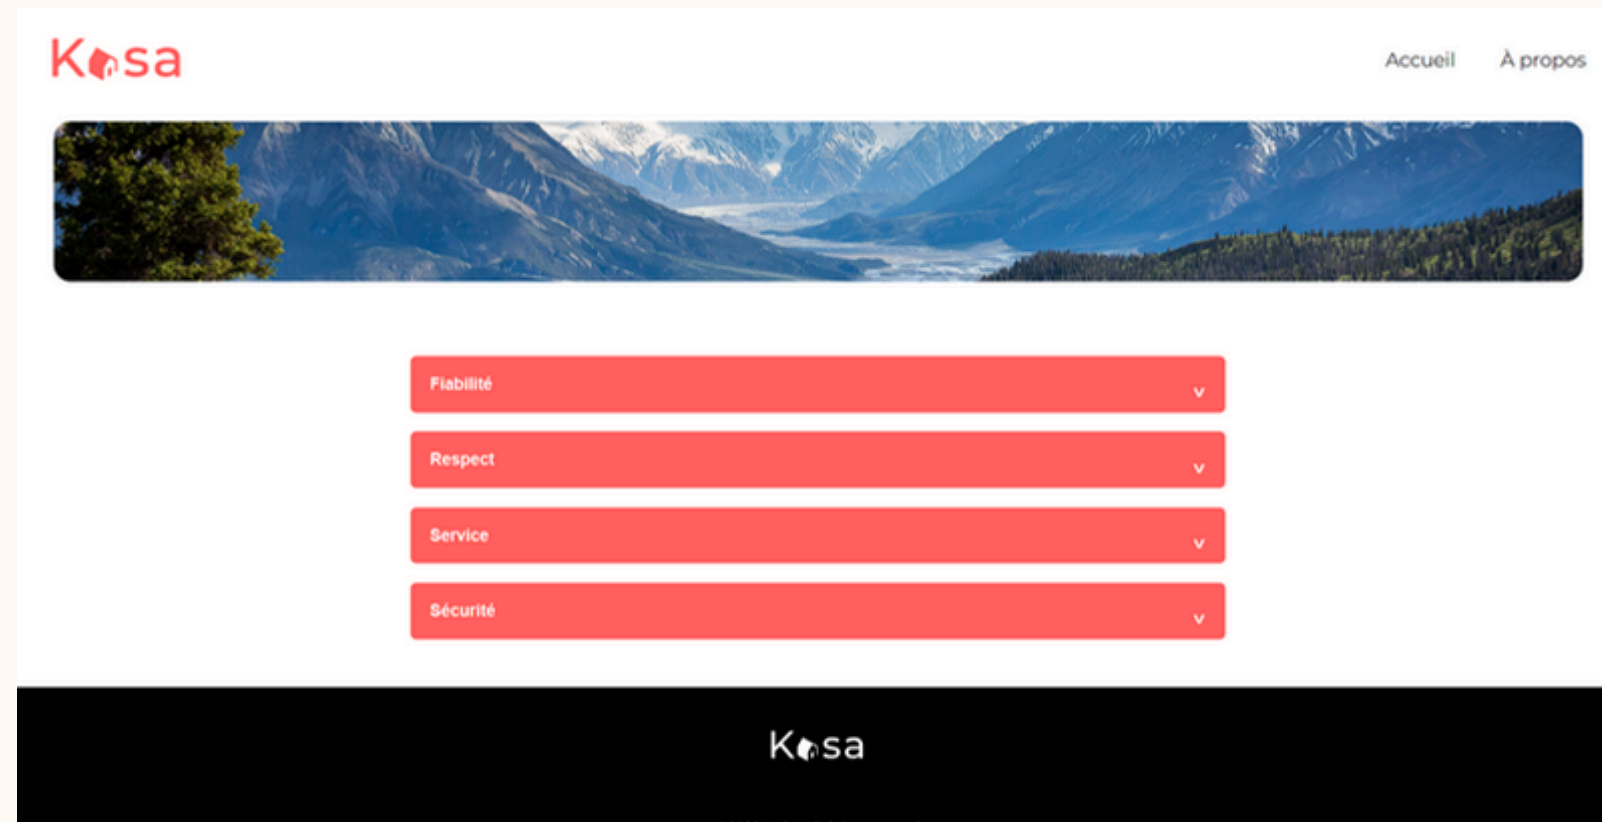 Kasa
Accueil À propos
Fiabilité
Respect
Service
Sécurité
Kasa